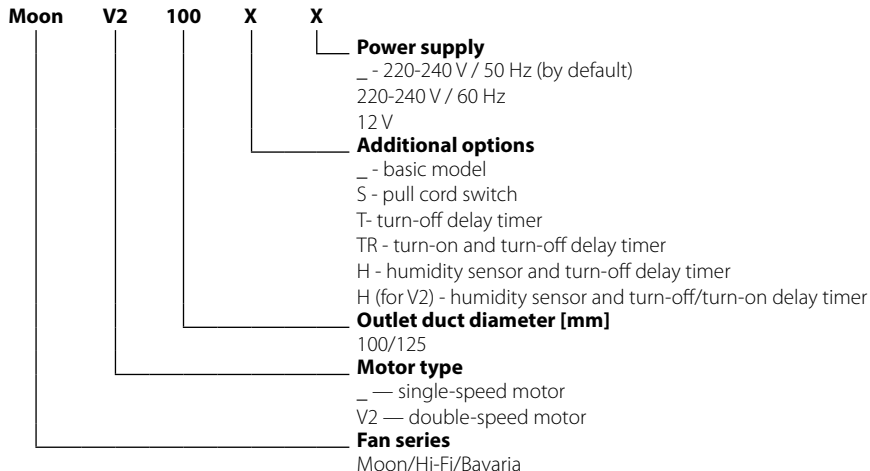 Moon V2 100 X X
Power supply
_ - 220-240 V / 50 Hz (by default)
220-240 V / 60 Hz
12 V
Additional options
_ - basic model
S - pull cord switch
T- turn-off delay timer
TR - turn-on and turn-off delay timer
H - humidity sensor and turn-off delay timer
H (for V2) - humidity sensor and turn-off/turn-on delay timer
Outlet duct diameter [mm]
100/125
Motor type
_ — single-speed motor
V2 — double-speed motor
Fan series
Moon/Hi-Fi/Bavaria